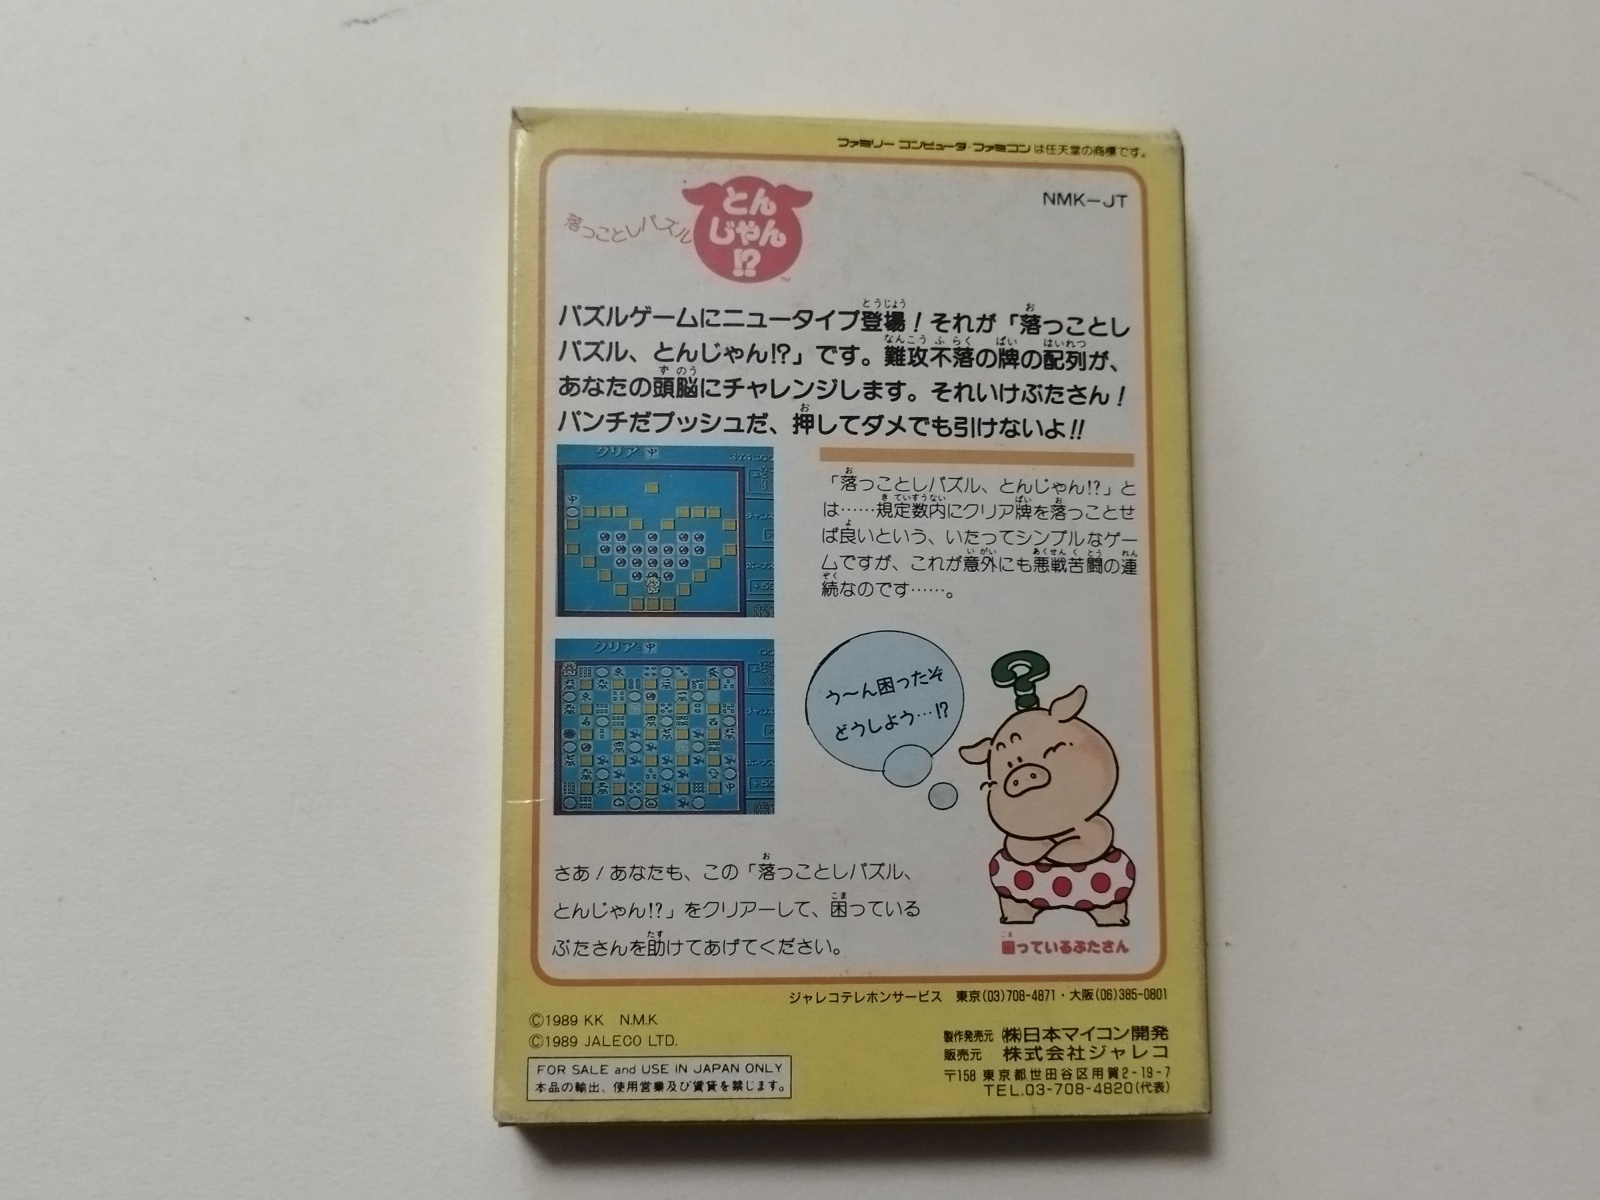 ファミリー コンピュータ・ファミコンは任天堂の商標です。
NMK-JT
落っことしパズル
とん
じゃん
!?
TM
パズルゲームにニュータイプ登場！それが「落っことし
パズル、とんじゃん!?」です。難攻不落の牌の配列が、
あなたの頭脳にチャレンジします。それいけぶたさん！
パンチだプッシュだ、押してダメでも引けないよ!!
クリア=中
クリア=中
「落っことしパズル、とんじゃん!?」と
は……規定数内にクリア牌を落っことせ
ば良いという、いたってシンプルなゲー
ムですが、これが意外にも悪戦苦闘の連
続なのです……。
う〜ん困ったぞ
どうしよう…!?
さあ！あなたも、この「落っことしパズル、
とんじゃん!?」をクリアーして、困っている
ぶたさんを助けてあげてください。
困っているぶたさん
ジャレコテレホンサービス 東京(03)708-4871・大阪(06)385-0801
©1989 KK N.M.K
©1989 JALECO LTD.
FOR SALE and USE IN JAPAN ONLY
本品の輸出、使用営業及び賃貸を禁じます。
製作発売元 (株)日本マイコン開発
販売元 株式会社ジャレコ
〒158 東京都世田谷区用賀2-19-7
TEL.03-708-4820(代表)